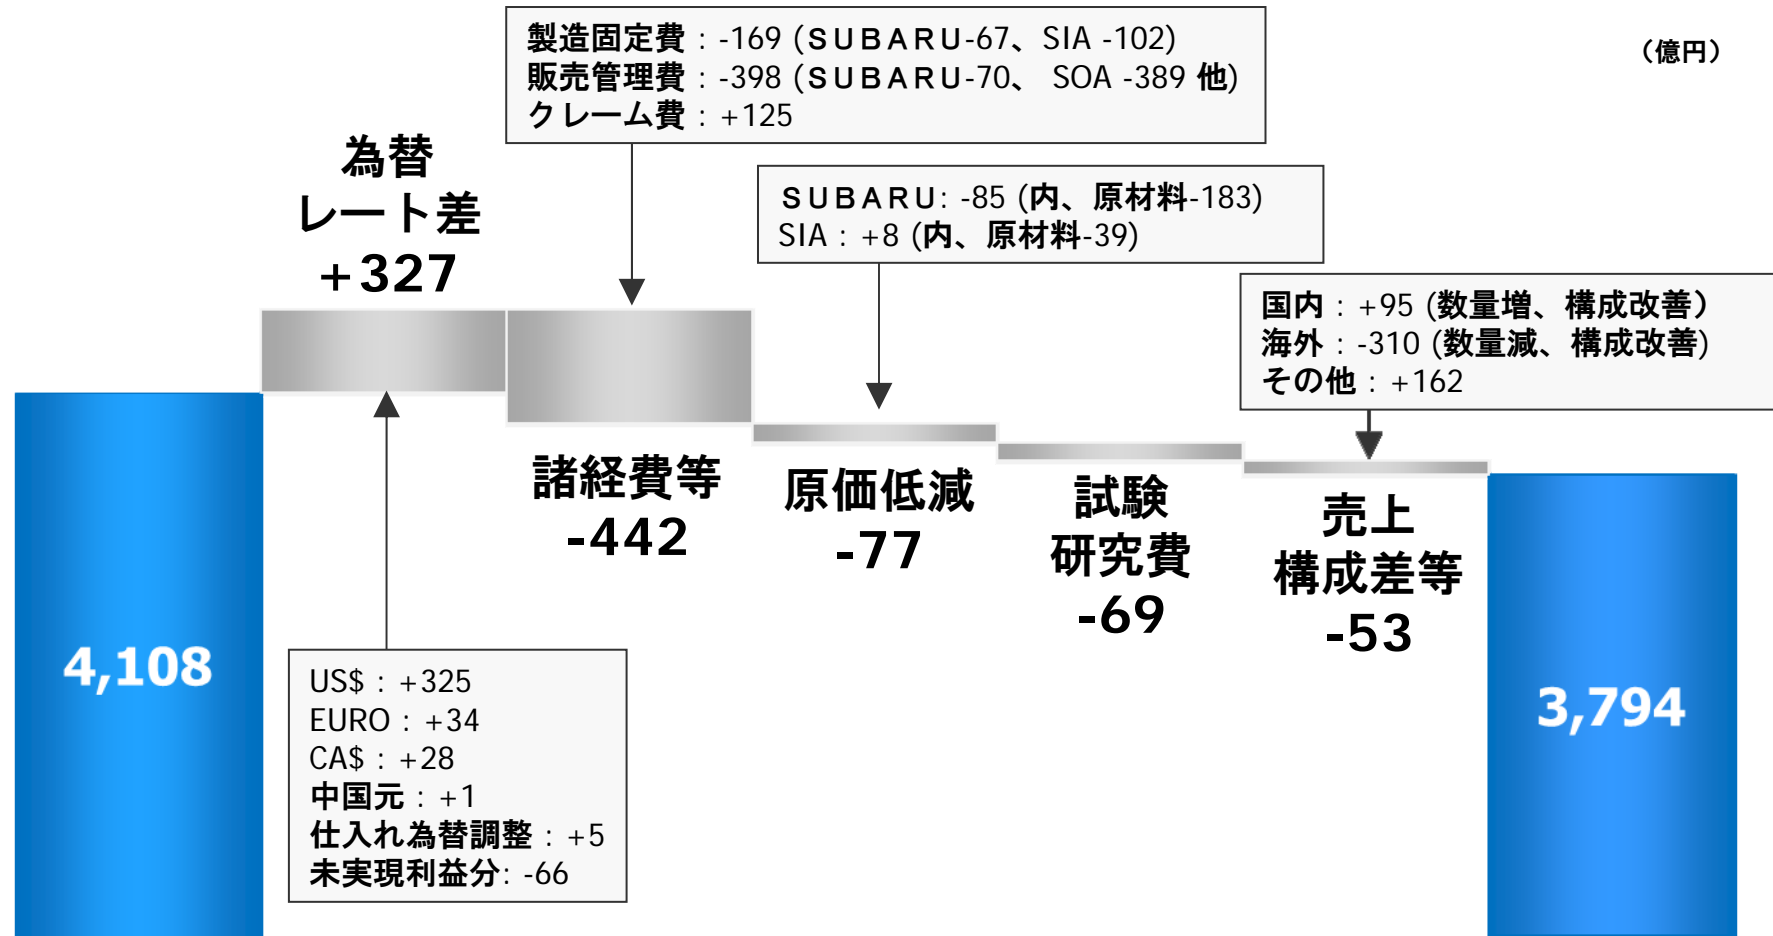 製造固定費 : -169 (ＳＵＢＡＲＵ-67、SIA -102)
販売管理費 : -398 (ＳＵＢＡＲＵ-70、 SOA -389 他)
クレーム費 : +125
（億円）
為替
レート差
+327
ＳＵＢＡＲＵ: -85 (内、原材料-183)
SIA : +8 (内、原材料-39)
国内 : +95 (数量増、構成改善）
海外 : -310 (数量減、構成改善)
その他 : +162
諸経費等
-442
原価低減
-77
試験
研究費
-69
売上
構成差等
-53
4,108
US$ : +325
EURO : +34
CA$ : +28
中国元 : +1
仕入れ為替調整 : +5
未実現利益分: -66
3,794